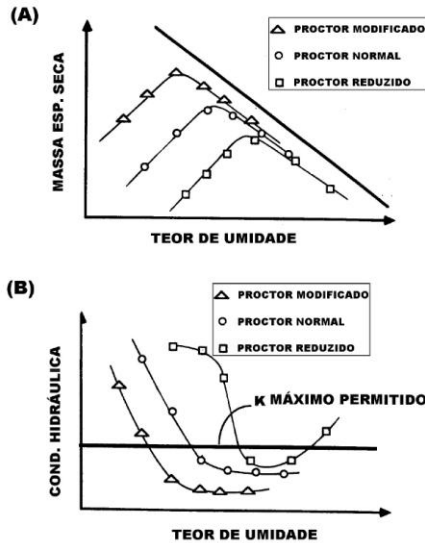 (A)
PROCTOR MODIFICADO
PROCTOR NORMAL
PROCTOR REDUZIDO
MASSA ESP. SECA
TEOR DE UMIDADE
(B)
PROCTOR MODIFICADO
PROCTOR NORMAL
PROCTOR REDUZIDO
K MÁXIMO PERMITIDO
COND. HIDRÁULICA
TEOR DE UMIDADE